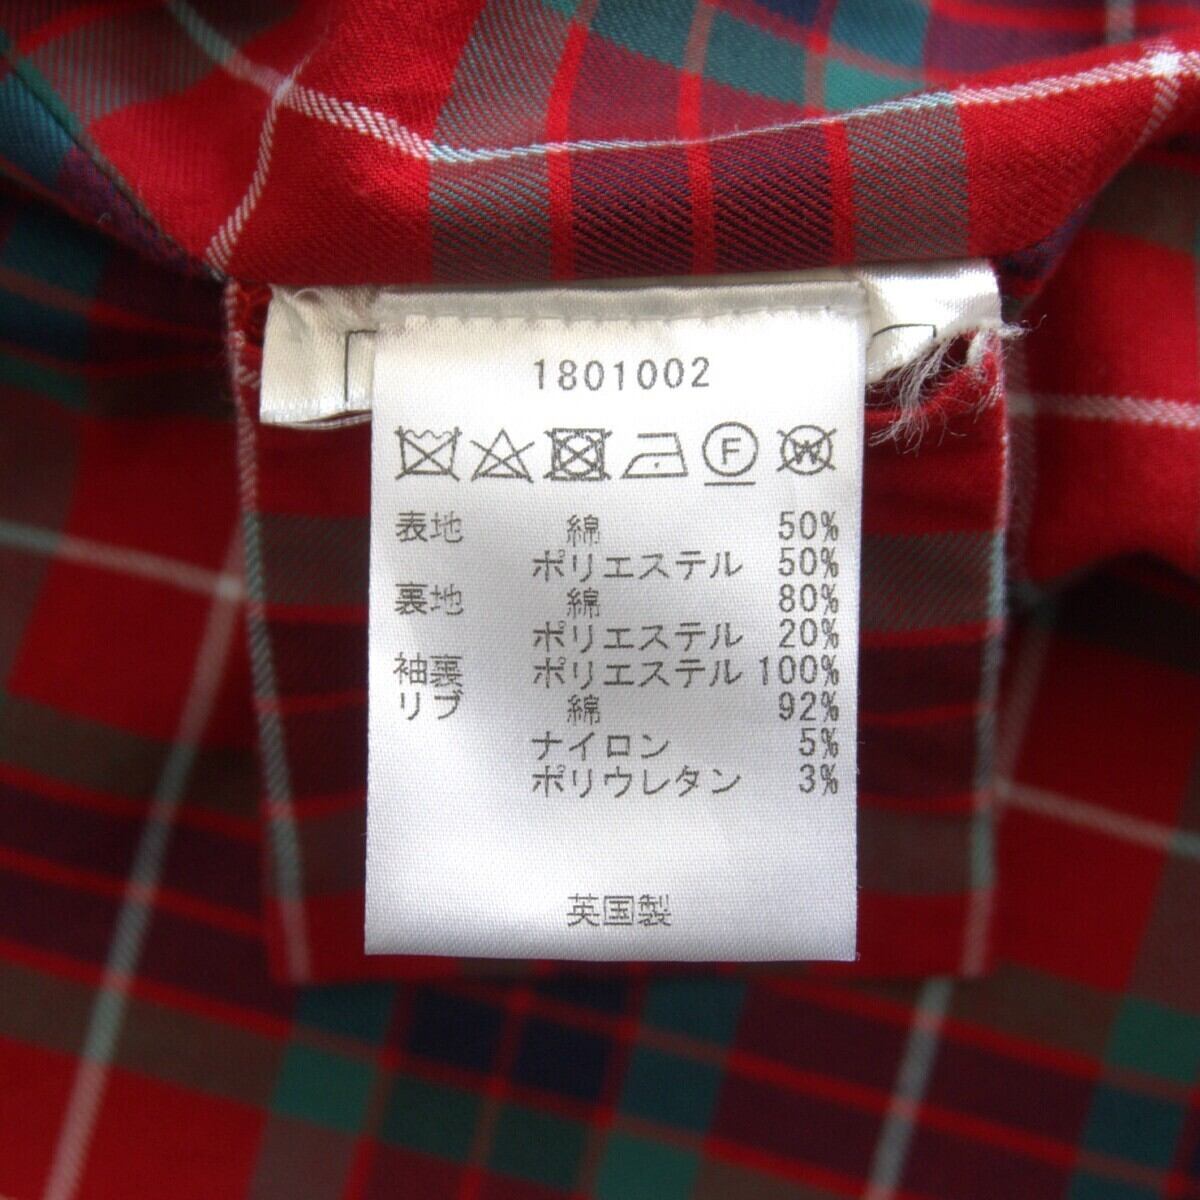 1801002
F W
表地 綿 50%
ポリエステル 50%
裏地 綿 80%
ポリエステル 20%
袖裏 ポリエステル 100%
リブ 綿 92%
ナイロン 5%
ポリウレタン 3%
英国製